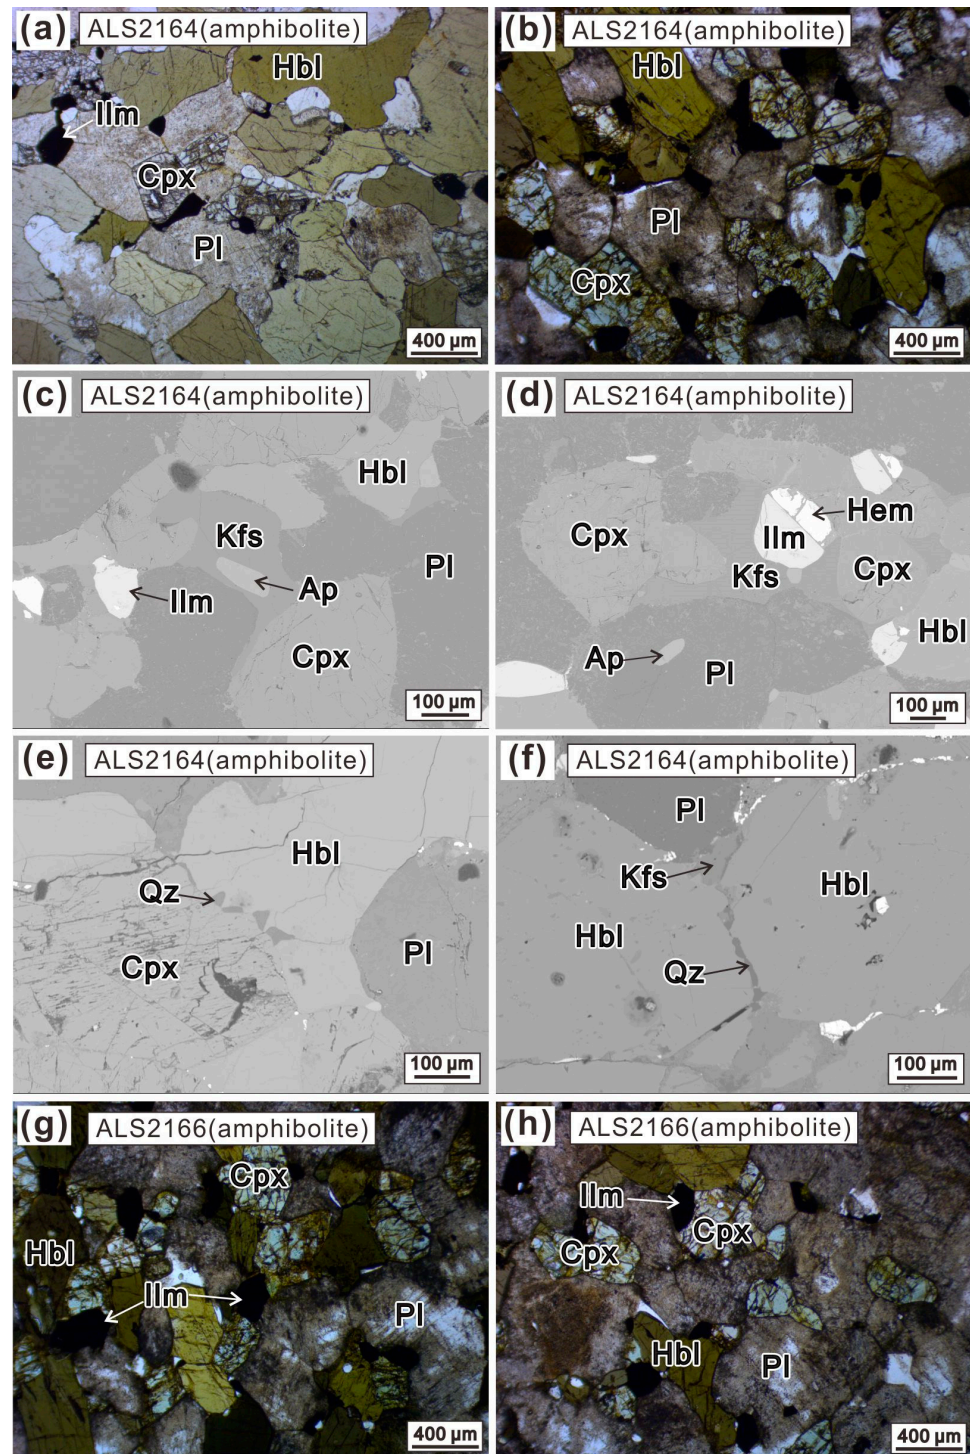 (a) ALS2164(amphibolite)
Hbl
Ilm
Cpx
Pl
400 µm
(b) ALS2164(amphibolite)
Hbl
Pl
Cpx
400 µm
(c) ALS2164(amphibolite)
Hbl
Kfs
Pl
Ilm
Ap
Cpx
100 µm
(d) ALS2164(amphibolite)
Hem
Cpx
Ilm
Kfs
Cpx
Hbl
Ap
Pl
100 µm
(e) ALS2164(amphibolite)
Hbl
Qz
Pl
Cpx
100 µm
(f) ALS2164(amphibolite)
Pl
Kfs
Hbl
Hbl
Qz
100 µm
(g) ALS2166(amphibolite)
Cpx
Hbl
Ilm
Pl
400 µm
(h) ALS2166(amphibolite)
Ilm
Cpx
Cpx
Hbl
Pl
400 µm